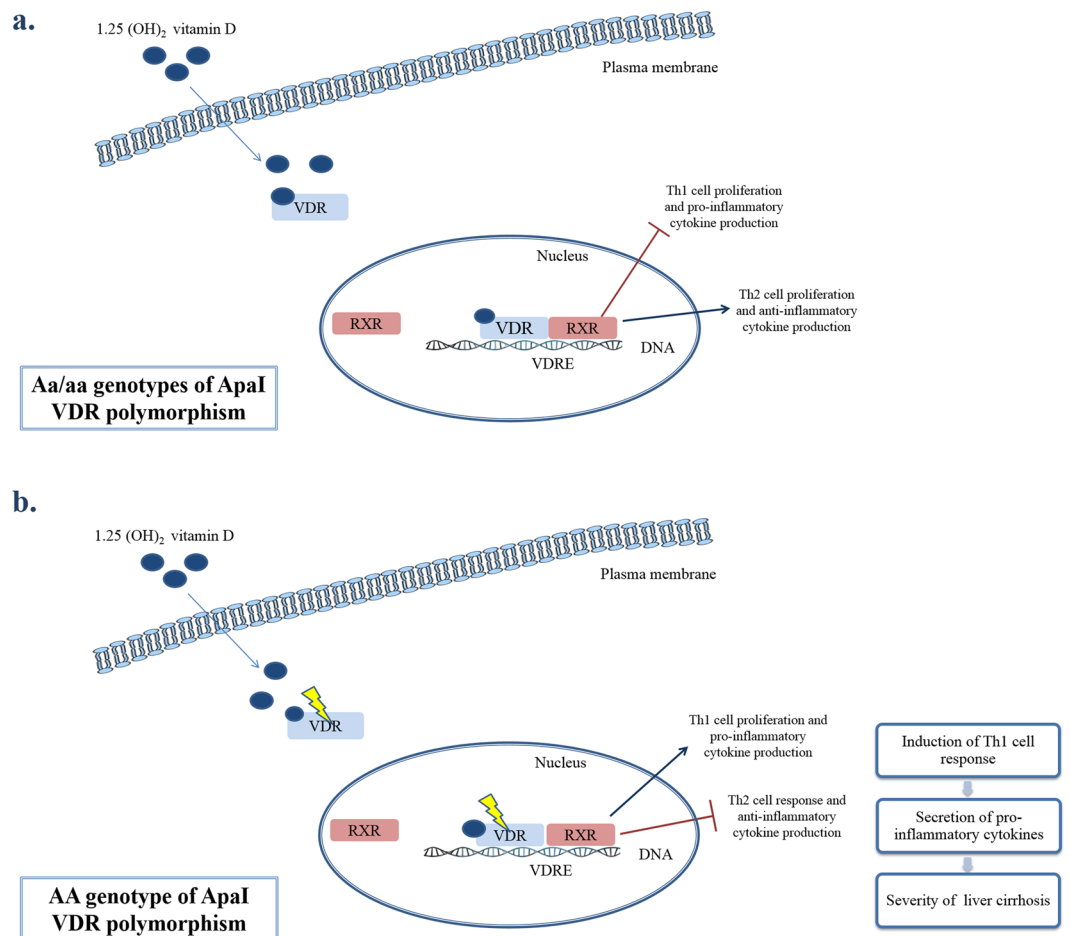 a.
1.25 (OH)2 vitamin D
Plasma membrane
VDR
Th1 cell proliferation
and pro-inflammatory
cytokine production
Nucleus
Th2 cell proliferation
and anti-inflammatory
cytokine production
RXR
VDR
RXR
DNA
VDRE
Aa/aa genotypes of ApaI
VDR polymorphism
b.
1.25 (OH)2 vitamin D
Plasma membrane
VDR
Th1 cell proliferation and
pro-inflammatory
cytokine production
Nucleus
Th2 cell response and
anti-inflammatory
cytokine production
RXR
VDR
RXR
DNA
VDRE
AA genotype of ApaI
VDR polymorphism
Induction of Th1 cell
response
Secretion of pro-
inflammatory cytokines
Severity of liver cirrhosis